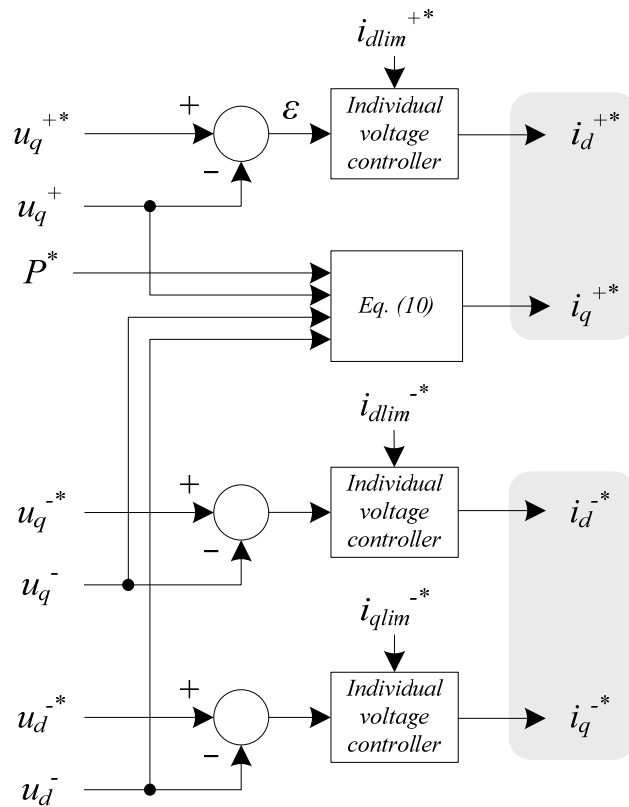 i_dlim^+*
u_q^+*
+
−
ε
Individual
voltage
controller
i_d^+*
u_q^+
P^*
Eq. (10)
i_q^+*
i_dlim^-*
u_q^-*
+
−
Individual
voltage
controller
i_d^-*
u_q^-
i_qlim^-*
u_d^-*
+
−
Individual
voltage
controller
i_q^-*
u_d^-